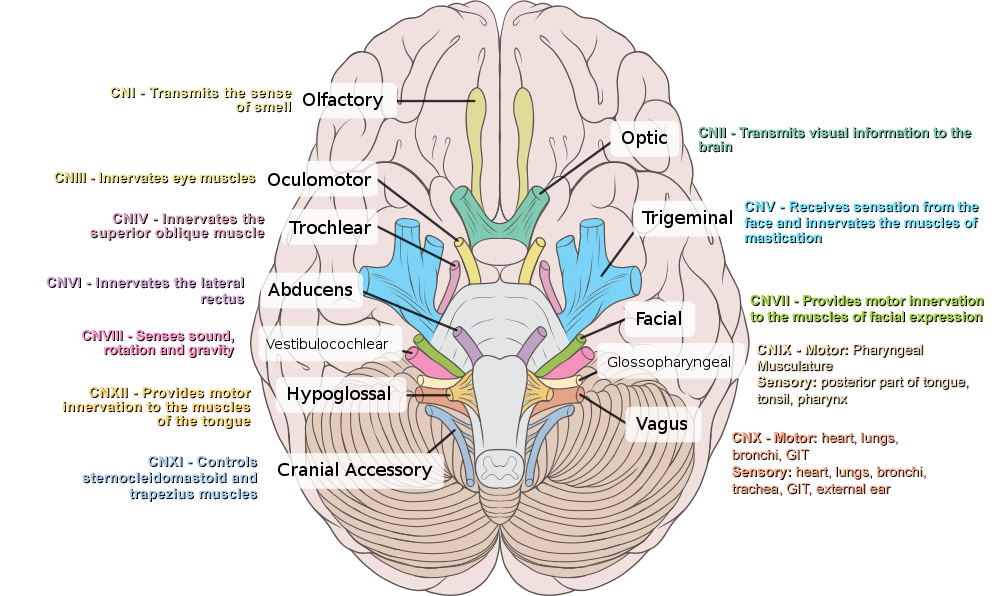 CNI - Transmits the sense
of smell
Olfactory
Optic
CNII - Transmits visual information to the
brain
CNIII - Innervates eye muscles
Oculomotor
CNIV - Innervates the
superior oblique muscle
Trochlear
Trigeminal
CNV - Receives sensation from the
face and innervates the muscles of
mastication
CNVI - Innervates the lateral
rectus
Abducens
Facial
CNVII - Provides motor innervation
to the muscles of facial expression
CNVIII - Senses sound,
rotation and gravity
Vestibulocochlear
Glossopharyngeal
CNIX - Motor: Pharyngeal
Musculature
Sensory: posterior part of tongue,
tonsil, pharynx
CNXII - Provides motor
innervation to the muscles
of the tongue
Hypoglossal
Vagus
CNX - Motor: heart, lungs,
bronchi, GIT
Sensory: heart, lungs, bronchi,
trachea, GIT, external ear
CNXI - Controls
sternocleidomastoid and
trapezius muscles
Cranial Accessory